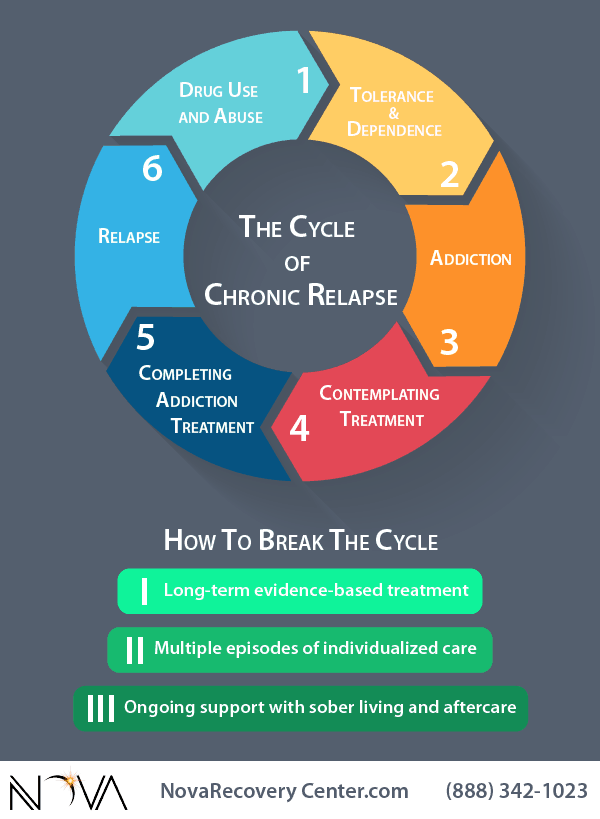 The Cycle
of
Chronic Relapse
1
Drug Use
and Abuse
Tolerance
&
Dependence
2
Addiction
3
Contemplating
Treatment
4
5
Completing
Addiction
Treatment
6
Relapse
How To Break The Cycle
I Long-term evidence-based treatment
II Multiple episodes of individualized care
III Ongoing support with sober living and aftercare
NOVA NovaRecovery Center.com (888) 342-1023